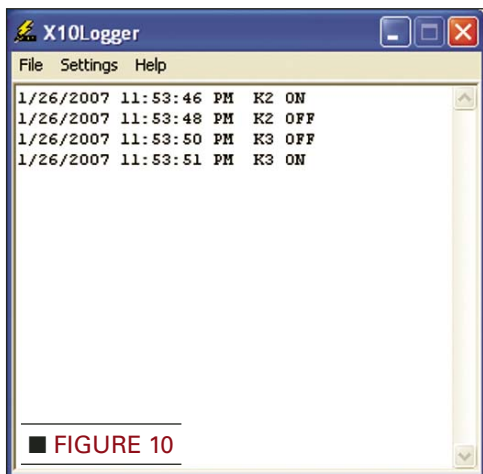 X10Logger
File Settings Help
1/26/2007 11:53:46 PM K2 ON
1/26/2007 11:53:48 PM K2 OFF
1/26/2007 11:53:50 PM K3 OFF
1/26/2007 11:53:51 PM K3 ON
■ FIGURE 10